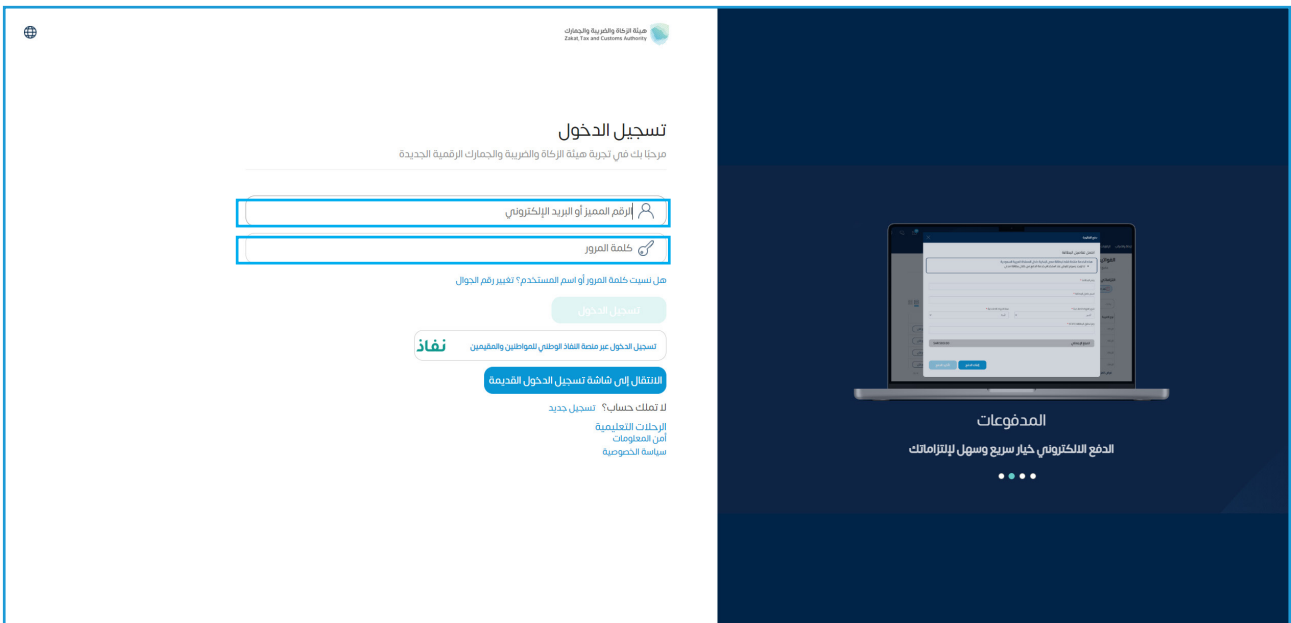 هيئة الزكاة والضريبة والجمارك
Zakat, Tax and Customs Authority
تسجيل الدخول
مرحبًا بك في تجربة هيئة الزكاة والضريبة والجمارك الرقمية الجديدة
الرقم المميز أو البريد الإلكتروني
كلمة المرور
هل نسيت كلمة المرور أو اسم المستخدم؟ تغيير رقم الجوال
تسجيل الدخول
تسجيل الدخول عبر منصة النفاذ الوطني للمواطنين والمقيمين نفاذ
الانتقال إلى شاشة تسجيل الدخول القديمة
لا تملك حساب؟ تسجيل جديد
الرحلات التعليمية
أمن المعلومات
سياسة الخصوصية
المدفوعات
الدفع الالكتروني خيار سريع وسهل لإلتزاماتك